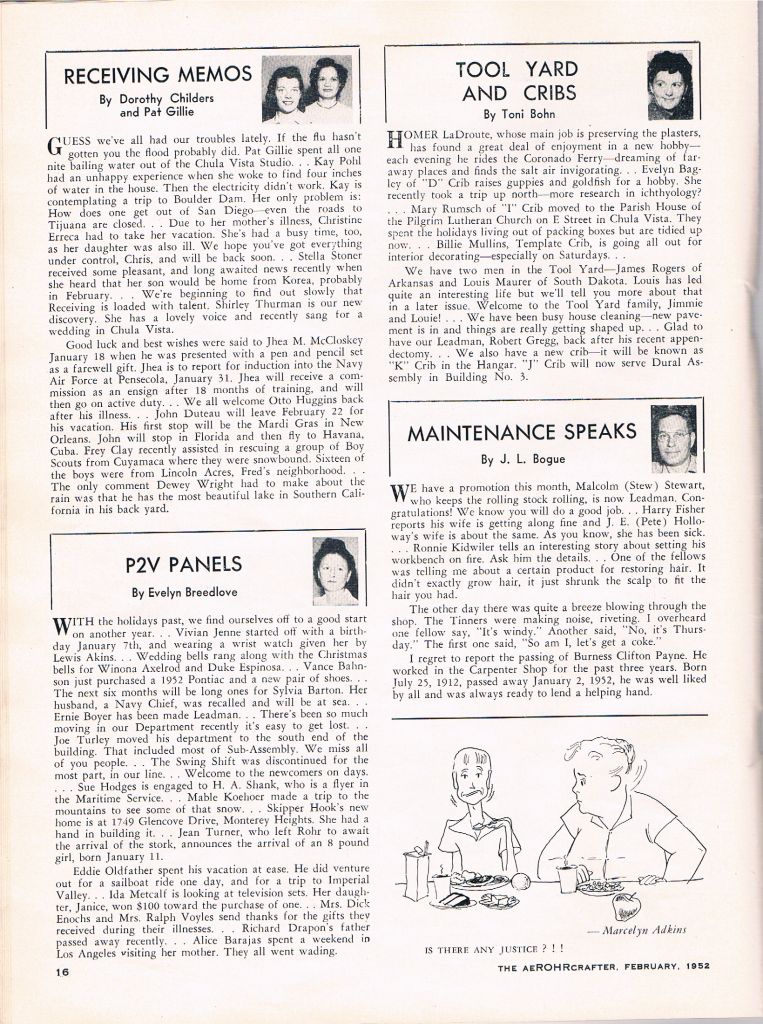 RECEIVING MEMOS
By Dorothy Childers
and Pat Gillie
GUESS we've all had our troubles lately. If the flu hasn't
gotten you the flood probably did. Pat Gillie spent all one
nite bailing water out of the Chula Vista Studio. . . Kay Pohl
had an unhappy experience when she woke to find four inches
of water in the house. Then the electricity didn't work. Kay is
contemplating a trip to Boulder Dam. Her only problem is:
How does one get out of San Diego—even the roads to
Tijuana are closed. . . Due to her mother's illness, Christine
Erreca had to take her vacation. She's had a busy time, too,
as her daughter was also ill. We hope you've got everything
under control, Chris, and will be back soon. . . Stella Stoner
received some pleasant, and long awaited news recently when
she heard that her son would be home from Korea, probably
in February. . . We're beginning to find out slowly that
Receiving is loaded with talent. Shirley Thurman is our new
discovery. She has a lovely voice and recently sang for a
wedding in Chula Vista.
Good luck and best wishes were said to Jhea M. McCloskey
January 18 when he was presented with a pen and pencil set
as a farewell gift. Jhea is to report for induction into the Navy
Air Force at Pensecola, January 31. Jhea will receive a com-
mission as an ensign after 18 months of training, and will
then go on active duty. . . We all welcome Otto Huggins back
after his illness. . . John Duteau will leave February 22 for
his vacation. His first stop will be the Mardi Gras in New
Orleans. John will stop in Florida and then fly to Havana,
Cuba. Frey Clay recently assisted in rescuing a group of Boy
Scouts from Cuyamaca where they were snowbound. Sixteen of
the boys were from Lincoln Acres, Fred's neighborhood. . .
The only comment Dewey Wright had to make about the
rain was that he has the most beautiful lake in Southern Cali-
fornia in his back yard.
P2V PANELS
By Evelyn Breedlove
WITH the holidays past, we find ourselves off to a good start
on another year. . . Vivian Jenne started off with a birth-
day January 7th, and wearing a wrist watch given her by
Lewis Akins. . . Wedding bells rang along with the Christmas
bells for Winona Axelrod and Duke Espinosa. . . Vance Bahn-
son just purchased a 1952 Pontiac and a new pair of shoes. . .
The next six months will be long ones for Sylvia Barton. Her
husband, a Navy Chief, was recalled and will be at sea. . .
Ernie Boyer has been made Leadman. . . There's been so much
moving in our Department recently it's easy to get lost. . .
Joe Turley moved his department to the south end of the
building. That included most of Sub-Assembly. We miss all
of you people. . . The Swing Shift was discontinued for the
most part, in our line. . . Welcome to the newcomers on days.
. . . Sue Hodges is engaged to H. A. Shank, who is a flyer in
the Maritime Service. . . Mable Koehoer made a trip to the
mountains to see some of that snow. . . Skipper Hook's new
home is at 1749 Glencove Drive, Monterey Heights. She had a
hand in building it. . . Jean Turner, who left Rohr to await
the arrival of the stork, announces the arrival of an 8 pound
girl, born January 11.
Eddie Oldfather spent his vacation at ease. He did venture
out for a sailboat ride one day, and for a trip to Imperial
Valley. . . Ida Metcalf is looking at television sets. Her daugh-
ter, Janice, won $100 toward the purchase of one. . . Mrs. Dick
Enochs and Mrs. Ralph Voyles send thanks for the gifts they
received during their illnesses. . . Richard Drapon's father
passed away recently. . . Alice Barajas spent a weekend in
Los Angeles visiting her mother. They all went wading.
16
TOOL YARD
AND CRIBS
By Toni Bohn
HOMER LaDroute, whose main job is preserving the plasters,
has found a great deal of enjoyment in a new hobby—
each evening he rides the Coronado Ferry—dreaming of far-
away places and finds the salt air invigorating. . . Evelyn Bag-
ley of "D" Crib raises guppies and goldfish for a hobby. She
recently took a trip up north—more research in ichthyology?
. . . Mary Rumsch of "I" Crib moved to the Parish House of
the Pilgrim Lutheran Church on E Street in Chula Vista. They
spent the holidays living out of packing boxes but are tidied up
now. . . Billie Mullins, Template Crib, is going all out for
interior decorating—especially on Saturdays. . .
We have two men in the Tool Yard—James Rogers of
Arkansas and Louis Maurer of South Dakota. Louis has led
quite an interesting life but we'll tell you more about that
in a later issue. Welcome to the Tool Yard family, Jimmie
and Louie! . . . We have been busy house cleaning—new pave-
ment is in and things are really getting shaped up. . . Glad to
have our Leadman, Robert Gregg, back after his recent appen-
dectomy. . . We also have a new crib—it will be known as
"K" Crib in the Hangar. "J" Crib will now serve Dural As-
sembly in Building No. 3.
MAINTENANCE SPEAKS
By J. L. Bogue
WE have a promotion this month, Malcolm (Stew) Stewart,
who keeps the rolling stock rolling, is now Leadman. Con-
gratulations! We know you will do a good job. . . Harry Fisher
reports his wife is getting along fine and J. E. (Pete) Hollo-
way's wife is about the same. As you know, she has been sick.
. . . Ronnie Kidwiler tells an interesting story about setting his
workbench on fire. Ask him the details. . . One of the fellows
was telling me about a certain product for restoring hair. It
didn't exactly grow hair, it just shrunk the scalp to fit the
hair you had.
The other day there was quite a breeze blowing through the
shop. The Tinners were making noise, riveting. I overheard
one fellow say, "It's windy." Another said, "No, it's Thurs-
day." The first one said, "So am I, let's get a coke."
I regret to report the passing of Burness Clifton Payne. He
worked in the Carpenter Shop for the past three years. Born
July 25, 1912, passed away January 2, 1952, he was well liked
by all and was always ready to lend a helping hand.
— Marcelyn Adkins
IS THERE ANY JUSTICE ? ! !
THE aeROHRcrafter, FEBRUARY, 1952